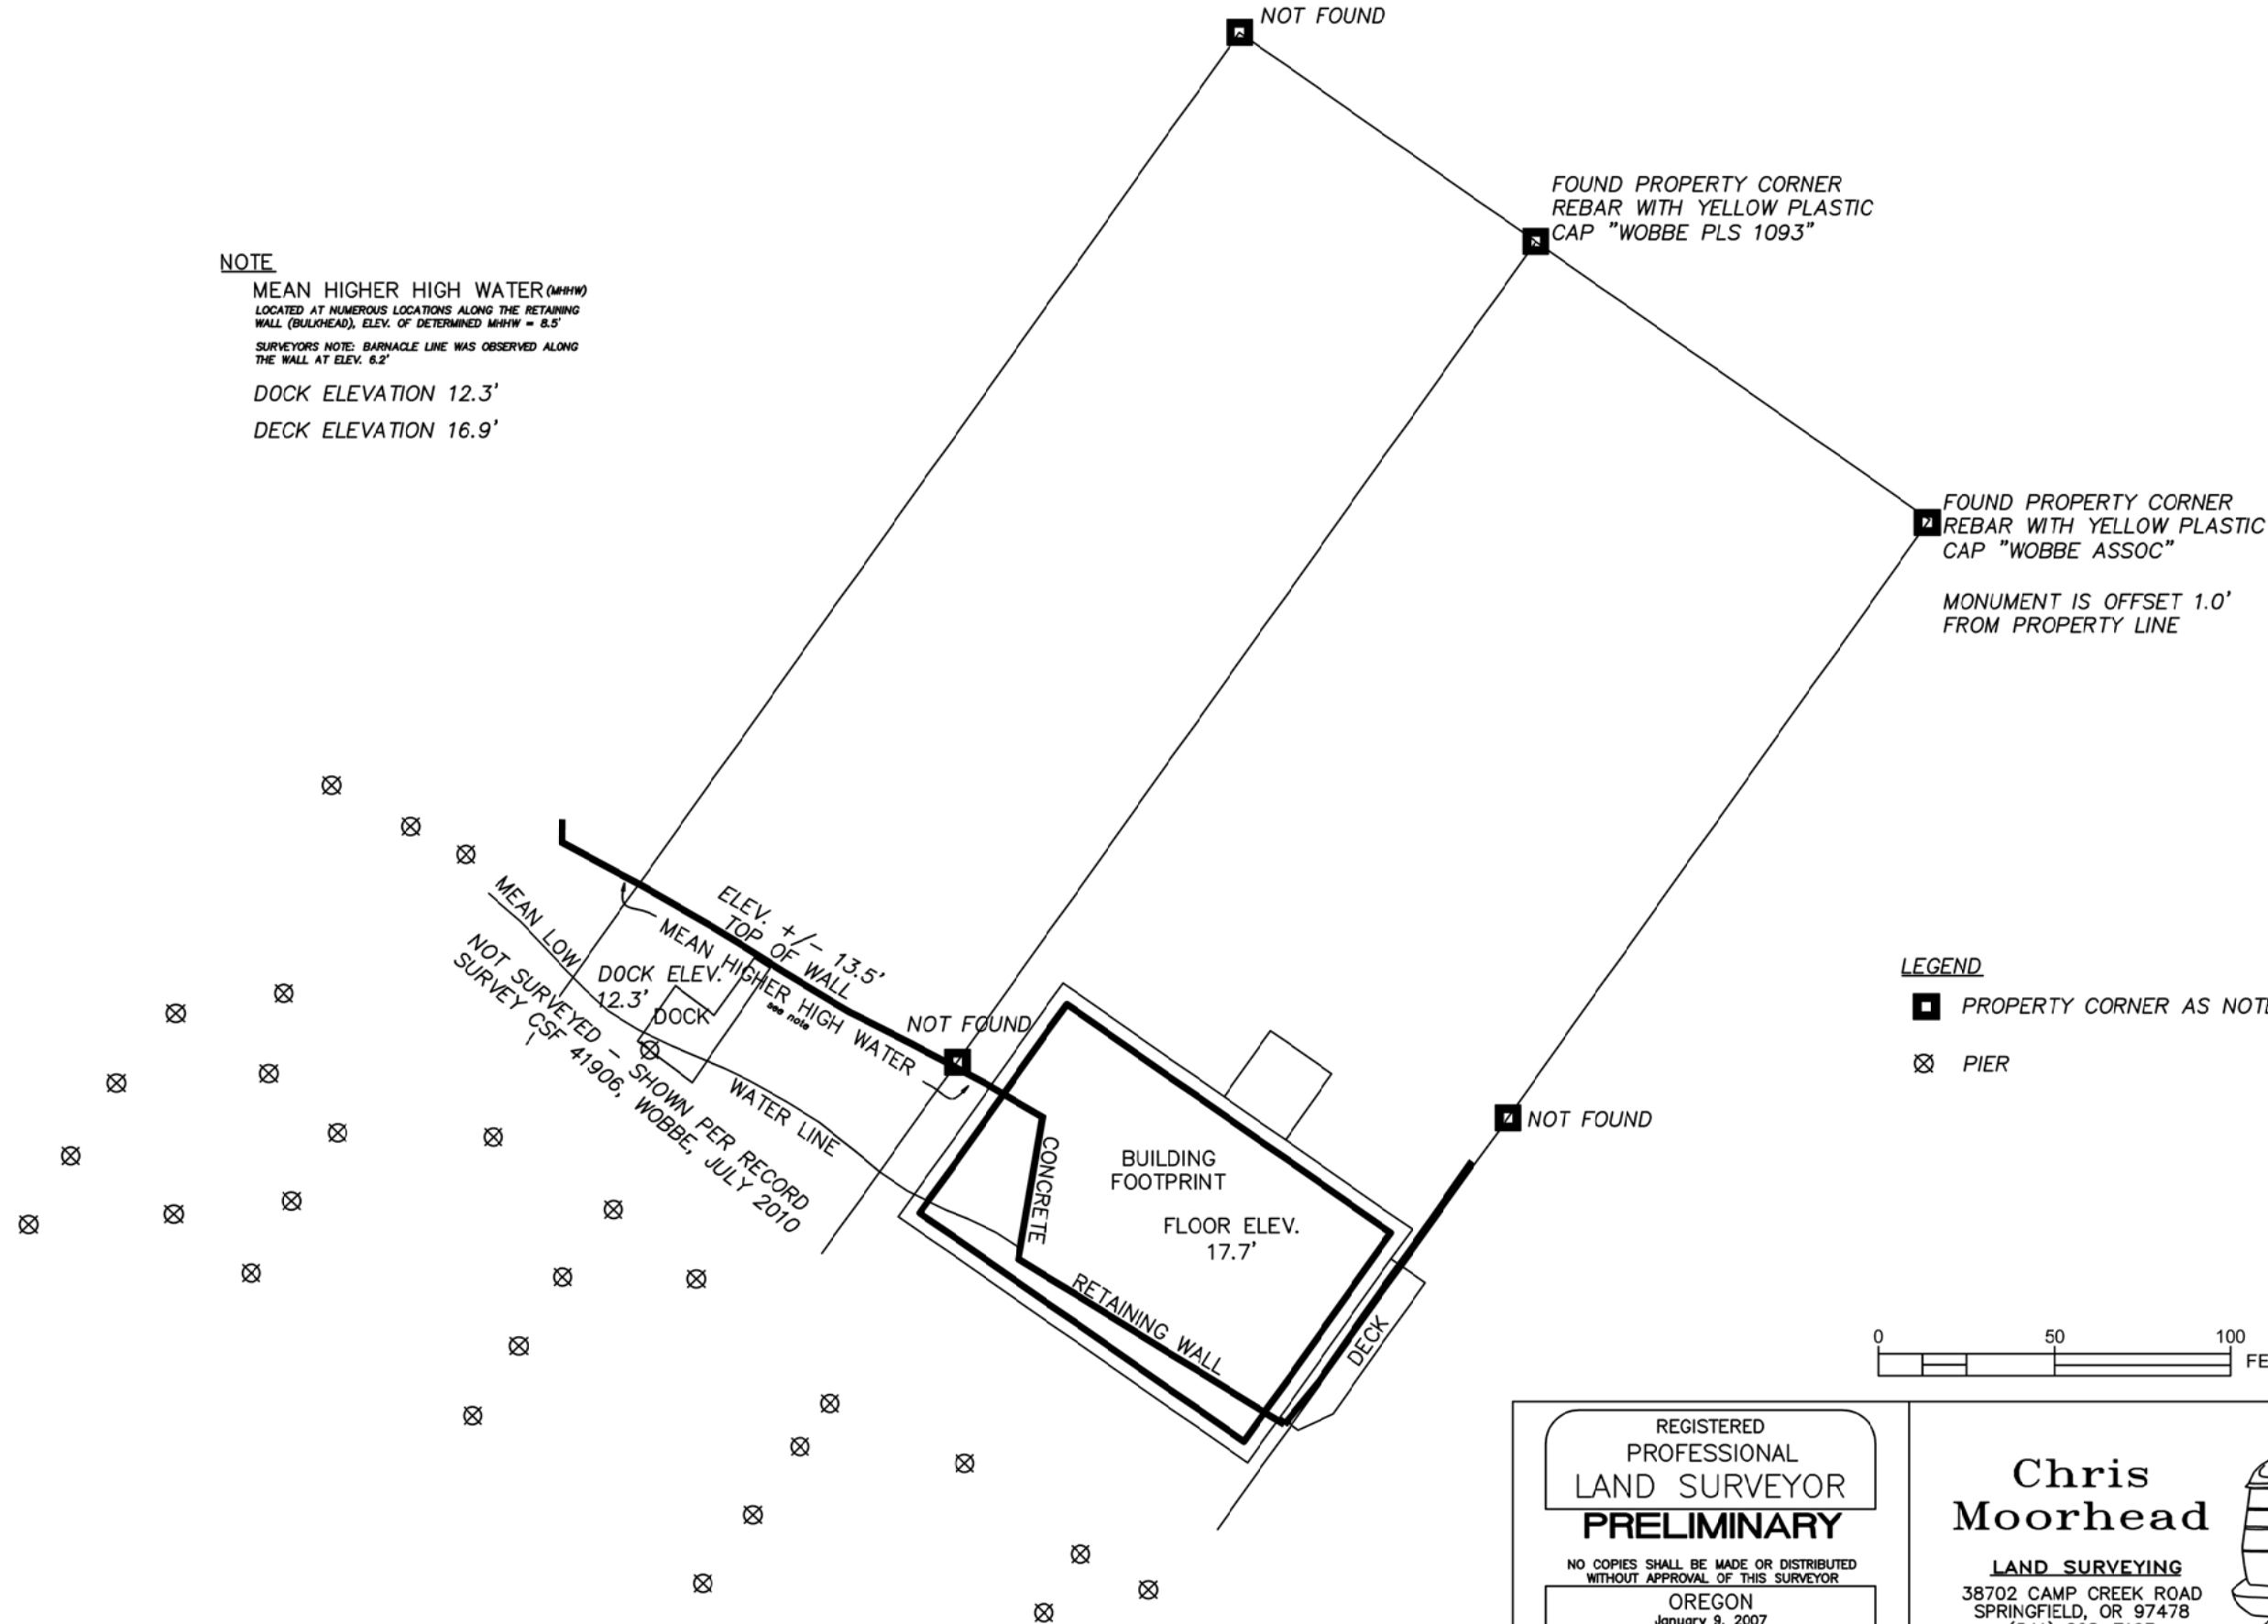 NOT FOUND
FOUND PROPERTY CORNER
REBAR WITH YELLOW PLASTIC
CAP "WOBBE PLS 1093"
NOTE
MEAN HIGHER HIGH WATER (MHHW)
LOCATED AT NUMEROUS LOCATIONS ALONG THE RETAINING
WALL (BULKHEAD), ELEV. OF DETERMINED MHHW = 8.5'
SURVEYORS NOTE: BARNACLE LINE WAS OBSERVED ALONG
THE WALL AT ELEV. 6.2'
DOCK ELEVATION 12.3'
DECK ELEVATION 16.9'
FOUND PROPERTY CORNER
REBAR WITH YELLOW PLASTIC
CAP "WOBBE ASSOC"
MONUMENT IS OFFSET 1.0'
FROM PROPERTY LINE
ELEV. +/- 13.5'
TOP OF WALL
MEAN HIGHER HIGH WATER
see note
MEAN LOW
WATER LINE
NOT SURVEYED - SHOWN PER RECORD
SURVEY CSF 41906, WOBBE, JULY 2010
DOCK ELEV.
12.3'
DOCK
NOT FOUND
CONCRETE
RETAINING WALL
BUILDING
FOOTPRINT
FLOOR ELEV.
17.7'
DECK
NOT FOUND
LEGEND
PROPERTY CORNER AS
PIER
0 50 100
REGISTERED
PROFESSIONAL
LAND SURVEYOR
PRELIMINARY
NO COPIES SHALL BE MADE OR DISTRIBUTED
WITHOUT APPROVAL OF THIS SURVEYOR
OREGON
January 9, 2007
Chris
Moorhead
LAND SURVEYING
38702 CAMP CREEK ROAD
SPRINGFIELD, OR 97478